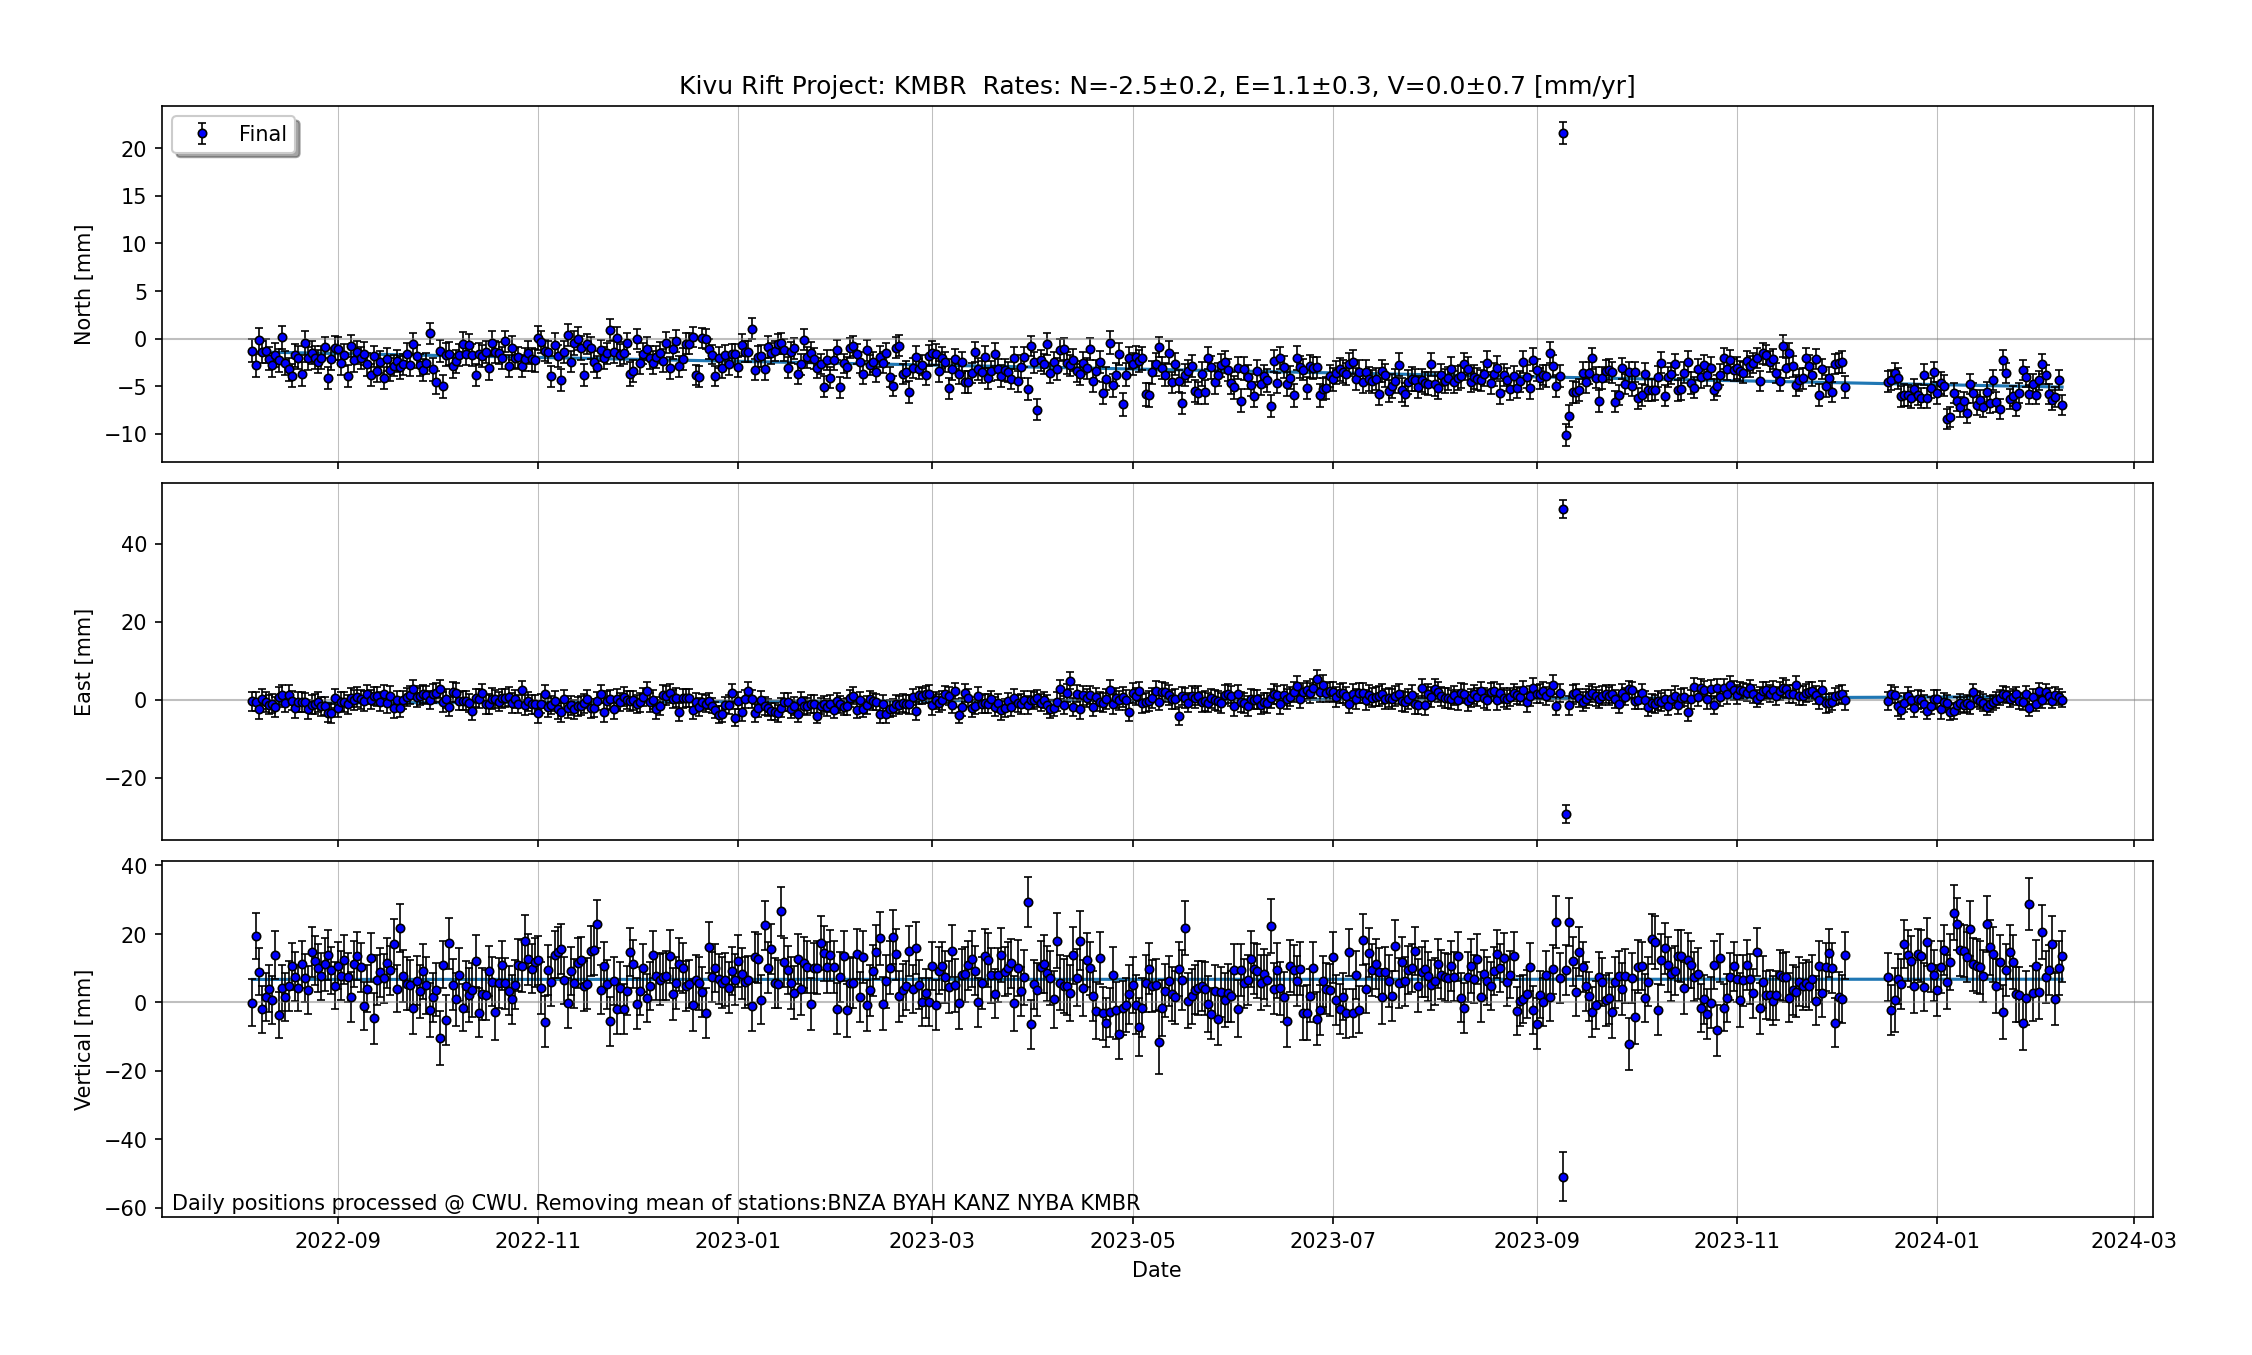 Kivu Rift Project: KMBR  Rates: N=-2.5±0.2, E=1.1±0.3, V=0.0±0.7 [mm/yr]
Final
North [mm]
20
15
10
5
0
−5
−10
East [mm]
40
20
0
−20
Vertical [mm]
40
20
0
−20
−40
−60
Daily positions processed @ CWU. Removing mean of stations:BNZA BYAH KANZ NYBA KMBR
2022-09 2022-11 2023-01 2023-03 2023-05 2023-07 2023-09 2023-11 2024-01 2024-03
Date